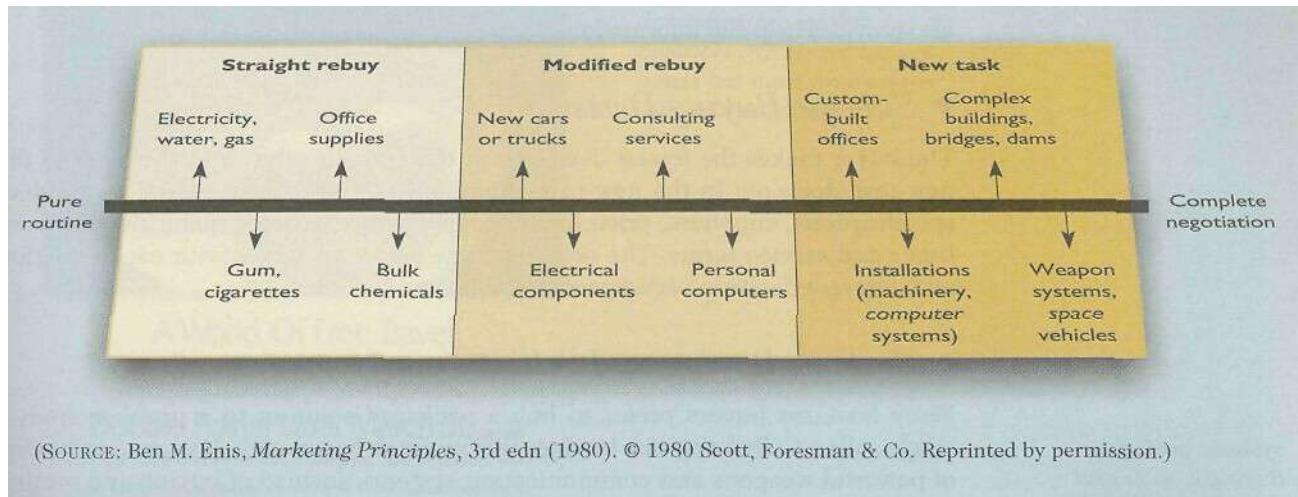 Straight rebuy
Modified rebuy
New task
Electricity,
water, gas
Office
supplies
New cars
or trucks
Consulting
services
Custom-
built
offices
Complex
buildings,
bridges, dams
Pure
routine
Complete
negotiation
Gum,
cigarettes
Bulk
chemicals
Electrical
components
Personal
computers
Installations
(machinery,
computer
systems)
Weapon
systems,
space
vehicles
(SOURCE: Ben M. Enis, Marketing Principles, 3rd edn (1980). © 1980 Scott, Foresman & Co. Reprinted by permission.)